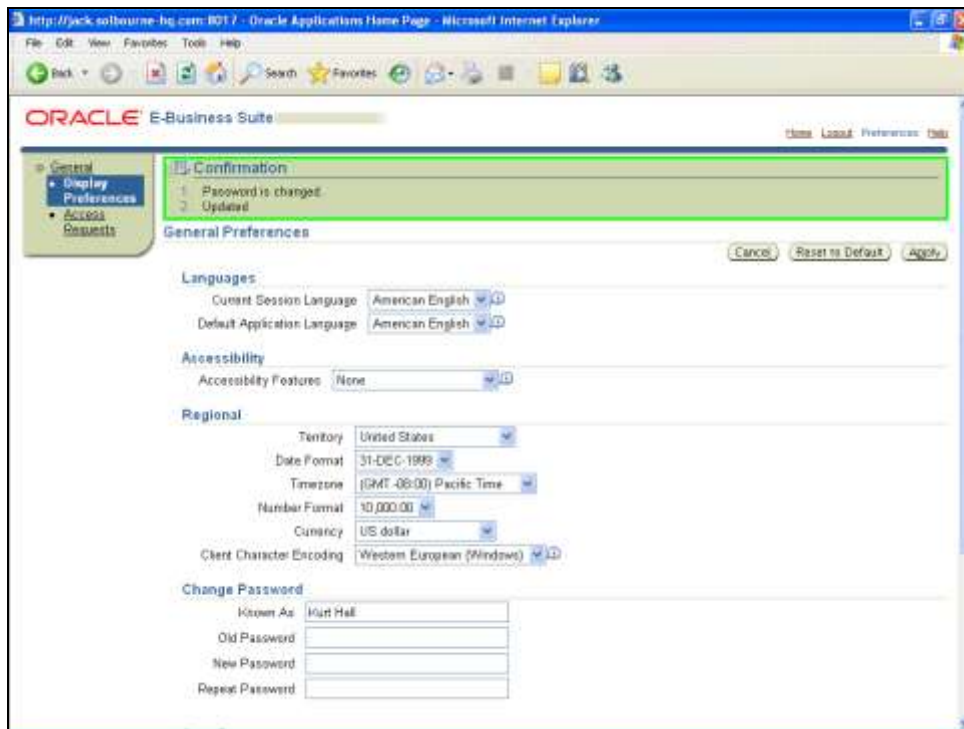 http://jack.solbourne-hq.com:8017 - Oracle Applications Home Page - Microsoft Internet Explorer
File Edit View Favorites Tools Help
Back Search Favorites
ORACLE E-Business Suite
Home Logout Preferences Help
General
Display Preferences
Access Requests
Confirmation
1 Password is changed.
2 Updated
General Preferences
Cancel Reset to Default Apply
Languages
Current Session Language American English
Default Application Language American English
Accessibility
Accessibility Features None
Regional
Territory United States
Date Format 31-DEC-1999
Timezone (GMT -08:00) Pacific Time
Number Format 10,000.00
Currency US dollar
Client Character Encoding Western European (Windows)
Change Password
Known As Kurt Hall
Old Password
New Password
Repeat Password